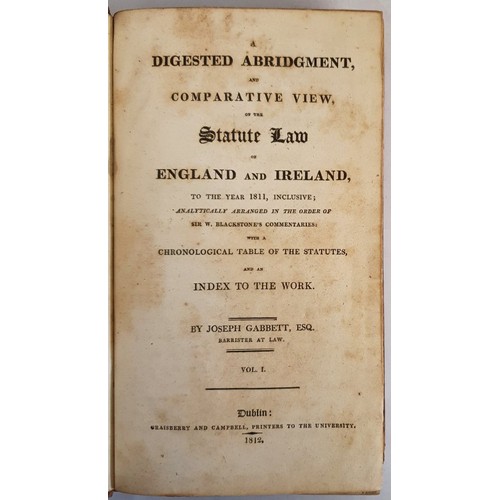 A
DIGESTED ABRIDGMENT,
AND
COMPARATIVE VIEW,
OF THE
Statute Law
OF
ENGLAND AND IRELAND,
TO THE YEAR 1811, INCLUSIVE;
ANALYTICALLY ARRANGED IN THE ORDER OF
SIR W. BLACKSTONE'S COMMENTARIES:
WITH A
CHRONOLOGICAL TABLE OF THE STATUTES,
AND AN
INDEX TO THE WORK.
BY JOSEPH GABBETT, ESQ.
BARRISTER AT LAW.
VOL. I.
Dublin:
GRAISBERRY AND CAMPBELL, PRINTERS TO THE UNIVERSITY,
1812.